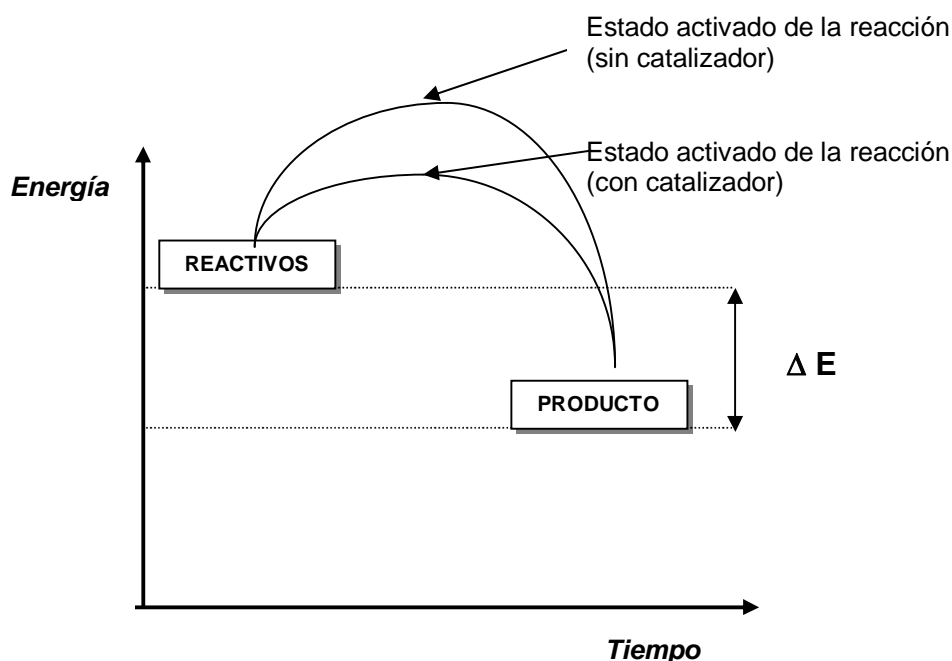 Estado activado de la reacción
(sin catalizador)
Estado activado de la reacción
(con catalizador)
Energía
REACTIVOS
Δ E
PRODUCTO
Tiempo